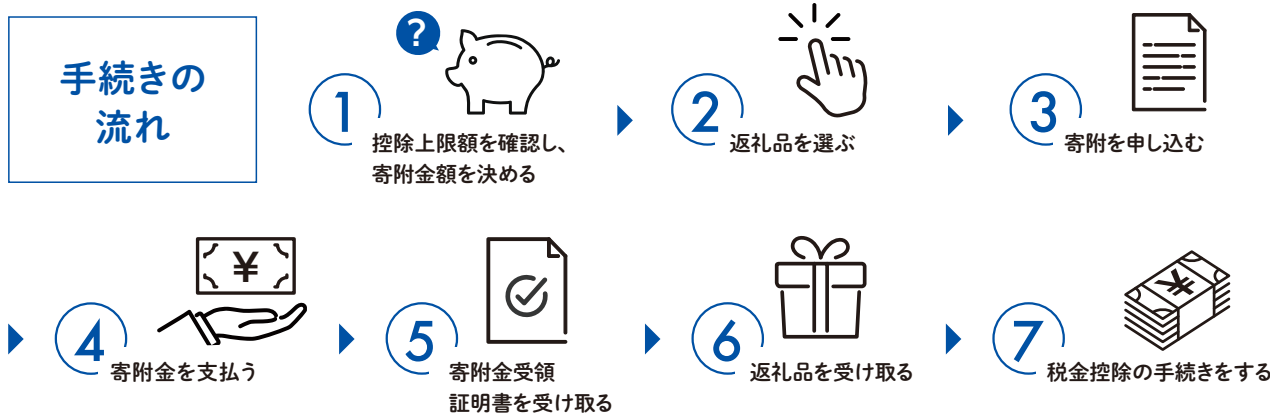 手続きの
流れ
?
1
控除上限額を確認し、
寄附金額を決める
2
返礼品を選ぶ
3
寄附を申し込む
¥
4
寄附金を支払う
5
寄附金受領
証明書を受け取る
6
返礼品を受け取る
¥
7
税金控除の手続きをする